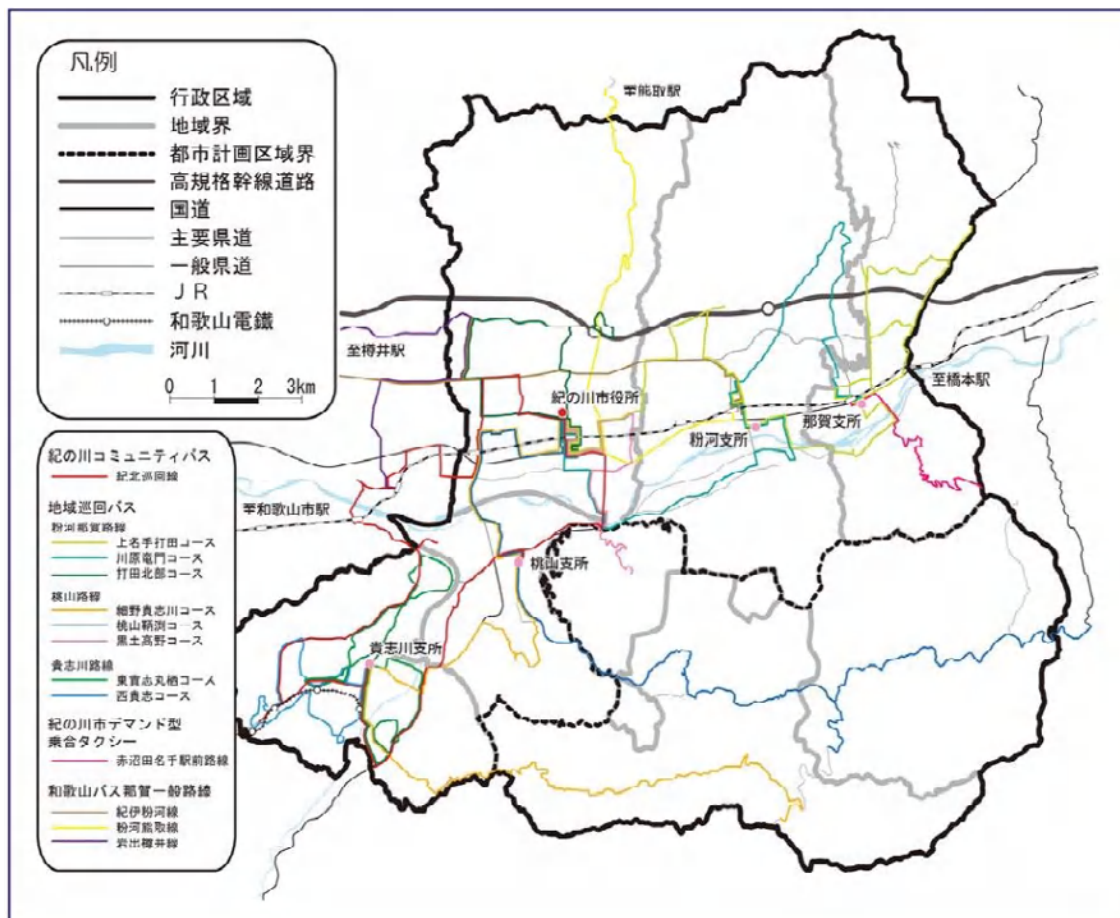 凡例
行政区域
地域界
都市計画区域界
高規格幹線道路
国道
主要県道
一般県道
ＪＲ
和歌山電鐵
河川
0 1 2 3km
紀の川コミュニティバス
紀北巡回線
地域巡回バス
粉河那賀路線
上名手打田コース
川原竜門コース
打田北部コース
桃山路線
細野貴志川コース
桃山鞆渕コース
黒土高野コース
貴志川路線
東貴志丸栖コース
西貴志コース
紀の川市デマンド型
乗合タクシー
赤沼田名手駅前路線
和歌山バス那賀一般路線
紀伊粉河線
粉河熊取線
岩出樽井線
至熊取駅
至樽井駅
紀の川市役所
至橋本駅
那賀支所
粉河支所
至和歌山市駅
桃山支所
貴志川支所